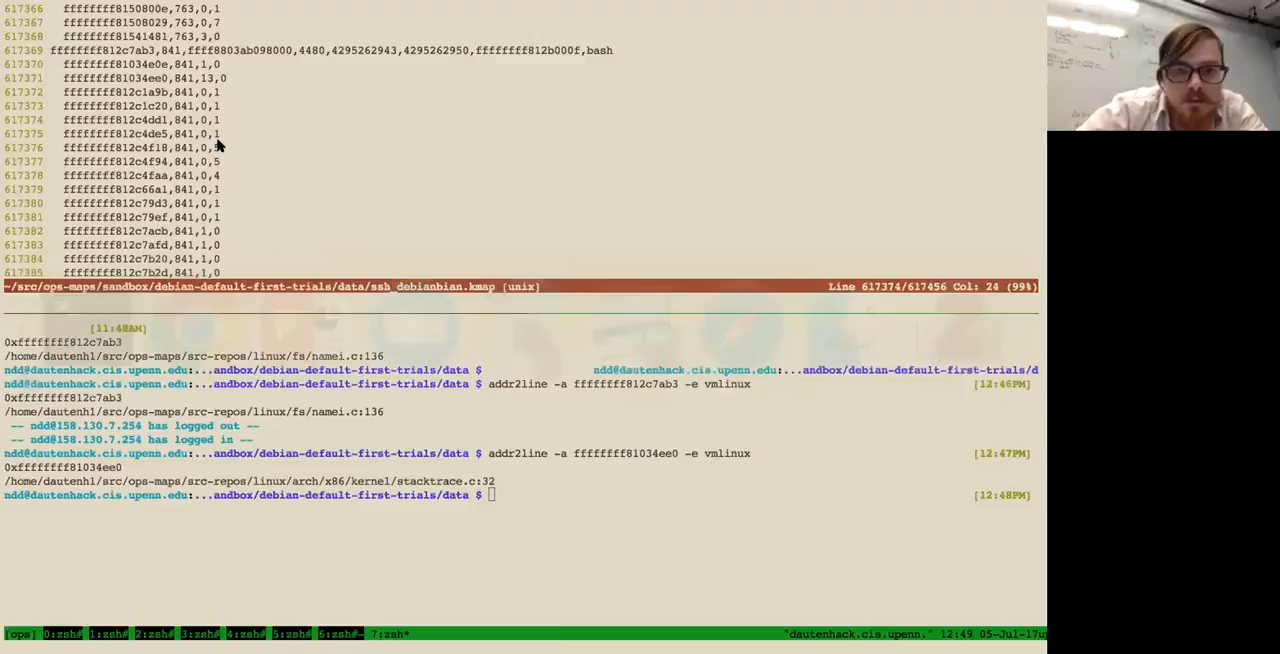 617366 ffffffff8150800e,763,0,1
617367 ffffffff81508029,763,0,7
617368 ffffffff81541481,763,3,0
617369 ffffffff812c7ab3,841,ffff8803ab098000,4480,4295262943,4295262950,ffffffff812b000f,bash
617370 ffffffff81034e0e,841,1,0
617371 ffffffff81034ee0,841,13,0
617372 ffffffff812c1a9b,841,0,1
617373 ffffffff812c1c20,841,0,1
617374 ffffffff812c4dd1,841,0,1
617375 ffffffff812c4de5,841,0,1
617376 ffffffff812c4f18,841,0,5
617377 ffffffff812c4f94,841,0,5
617378 ffffffff812c4faa,841,0,4
617379 ffffffff812c66a1,841,0,1
617380 ffffffff812c79d3,841,0,1
617381 ffffffff812c79ef,841,0,1
617382 ffffffff812c7acb,841,1,0
617383 ffffffff812c7afd,841,1,0
617384 ffffffff812c7b20,841,1,0
617385 ffffffff812c7b2d,841,1,0
~/src/ops-maps/sandbox/debian-default-first-trials/data/ssh_debianbian.kmap [unix] Line 617374/617456 Col: 24 (99%)
[11:48AM]
0xffffffff812c7ab3
/home/dautenh1/src/ops-maps/src-repos/linux/fs/namei.c:136
ndd@dautenhack.cis.upenn.edu:...andbox/debian-default-first-trials/data $ ndd@dautenhack.cis.upenn.edu:...andbox/debian-default-first-trials/d
ndd@dautenhack.cis.upenn.edu:...andbox/debian-default-first-trials/data $ addr2line -a ffffffff812c7ab3 -e vmlinux [12:46PM]
0xffffffff812c7ab3
/home/dautenh1/src/ops-maps/src-repos/linux/fs/namei.c:136
-- ndd@158.130.7.254 has logged out --
-- ndd@158.130.7.254 has logged in --
ndd@dautenhack.cis.upenn.edu:...andbox/debian-default-first-trials/data $ addr2line -a ffffffff81034ee0 -e vmlinux [12:47PM]
0xffffffff81034ee0
/home/dautenh1/src/ops-maps/src-repos/linux/arch/x86/kernel/stacktrace.c:32
ndd@dautenhack.cis.upenn.edu:...andbox/debian-default-first-trials/data $ [12:48PM]
[ops] 0:zsh# 1:zsh# 2:zsh# 3:zsh# 4:zsh# 5:zsh# 6:zsh#- 7:zsh* "dautenhack.cis.upenn." 12:49 05-Jul-17